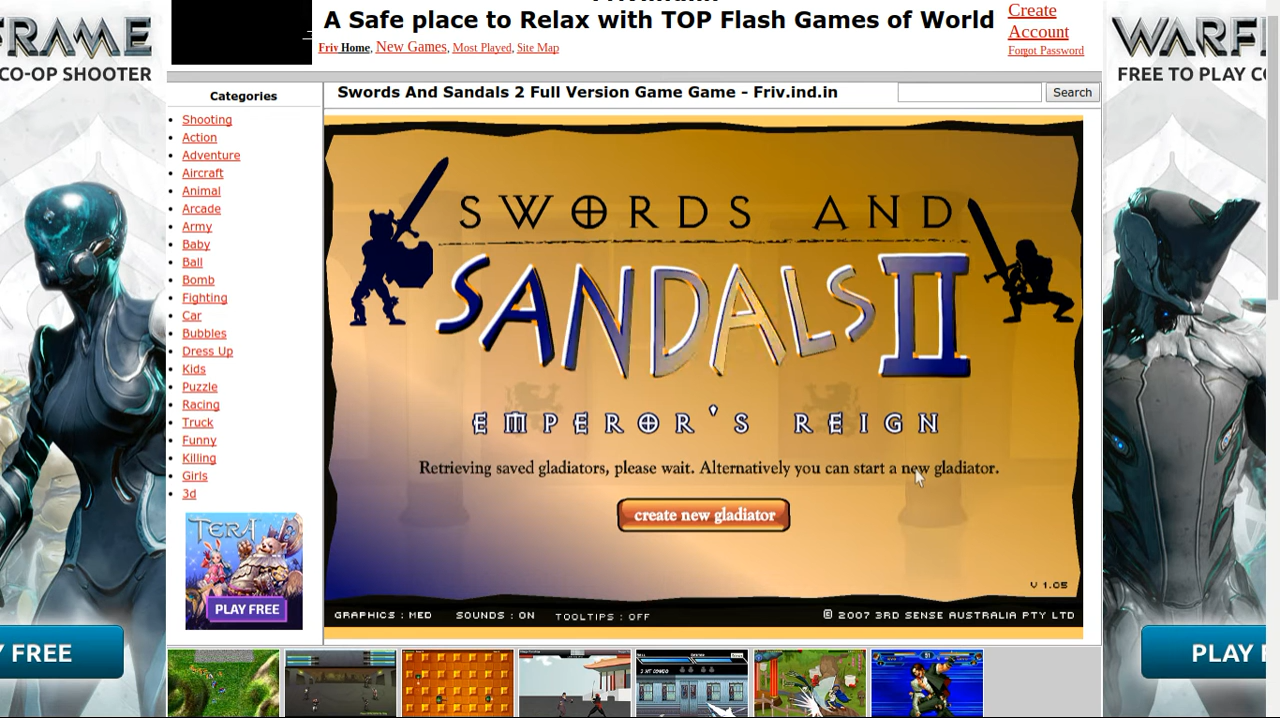 A Safe place to Relax with TOP Flash Games of World
Friv Home, New Games, Most Played, Site Map
Create
Account
Forgot Password
FRAME
CO-OP SHOOTER
FREE
Categories
Shooting
Action
Adventure
Aircraft
Animal
Arcade
Army
Baby
Ball
Bomb
Fighting
Car
Bubbles
Dress Up
Kids
Puzzle
Racing
Truck
Funny
Killing
Girls
3d
TERA
PLAY FREE
Swords And Sandals 2 Full Version Game Game - Friv.ind.in
Search
SWORDS AND
SANDALS II
EMPEROR'S REIGN
Retrieving saved gladiators, please wait. Alternatively you can start a new gladiator.
create new gladiator
V 1.05
GRAPHICS : MED SOUNDS : ON TOOLTIPS : OFF © 2007 3RD SENSE AUSTRALIA PTY LTD
WARF
FREE TO PLAY CO
PLAY F